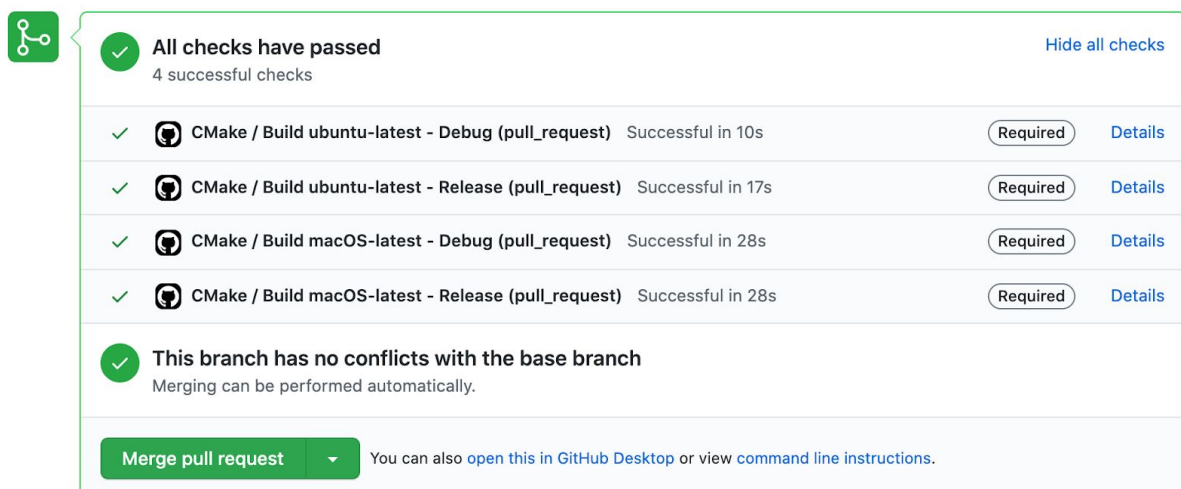 All checks have passed
Hide all checks
4 successful checks
CMake / Build ubuntu-latest - Debug (pull_request) Successful in 10s Required Details
CMake / Build ubuntu-latest - Release (pull_request) Successful in 17s Required Details
CMake / Build macOS-latest - Debug (pull_request) Successful in 28s Required Details
CMake / Build macOS-latest - Release (pull_request) Successful in 28s Required Details
This branch has no conflicts with the base branch
Merging can be performed automatically.
Merge pull request You can also open this in GitHub Desktop or view command line instructions.